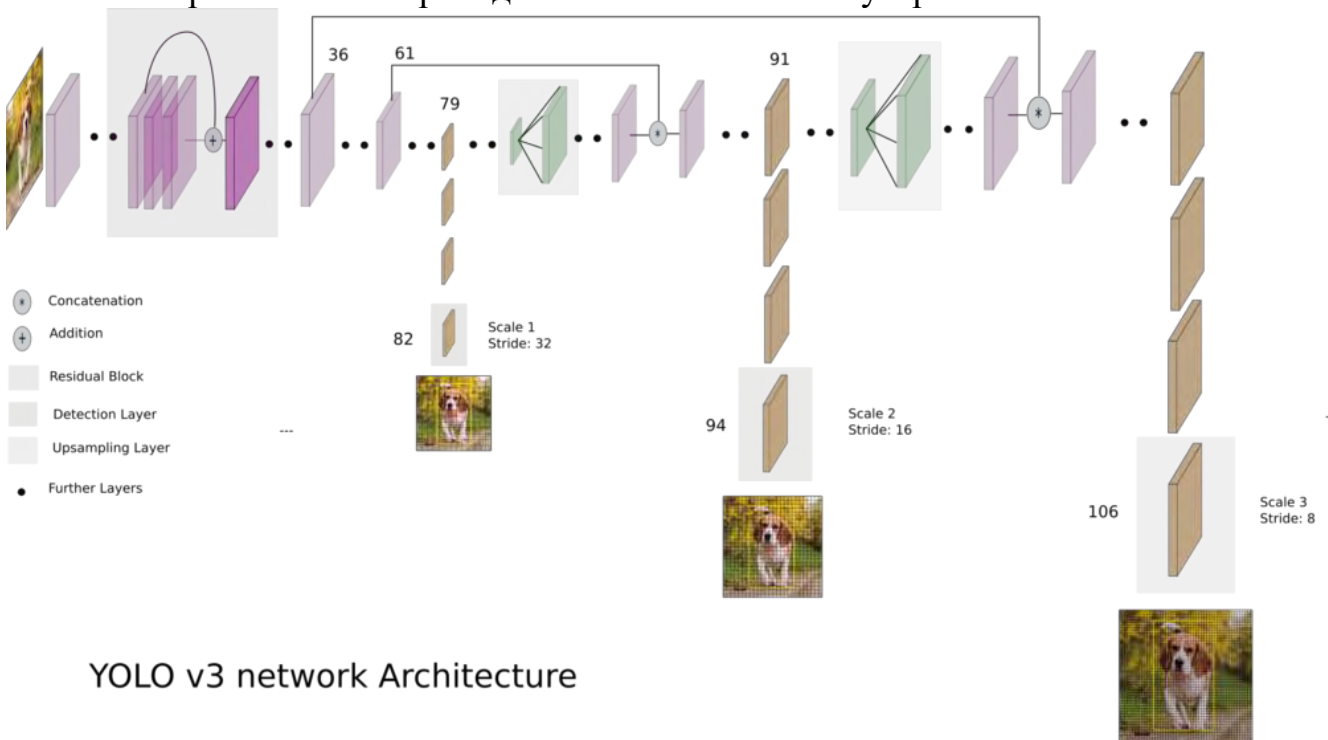 36
61
79
91
*
*
+
* Concatenation
+ Addition
Residual Block
Detection Layer
Upsampling Layer
Further Layers
---
82
Scale 1
Stride: 32
94
Scale 2
Stride: 16
106
Scale 3
Stride: 8
YOLO v3 network Architecture